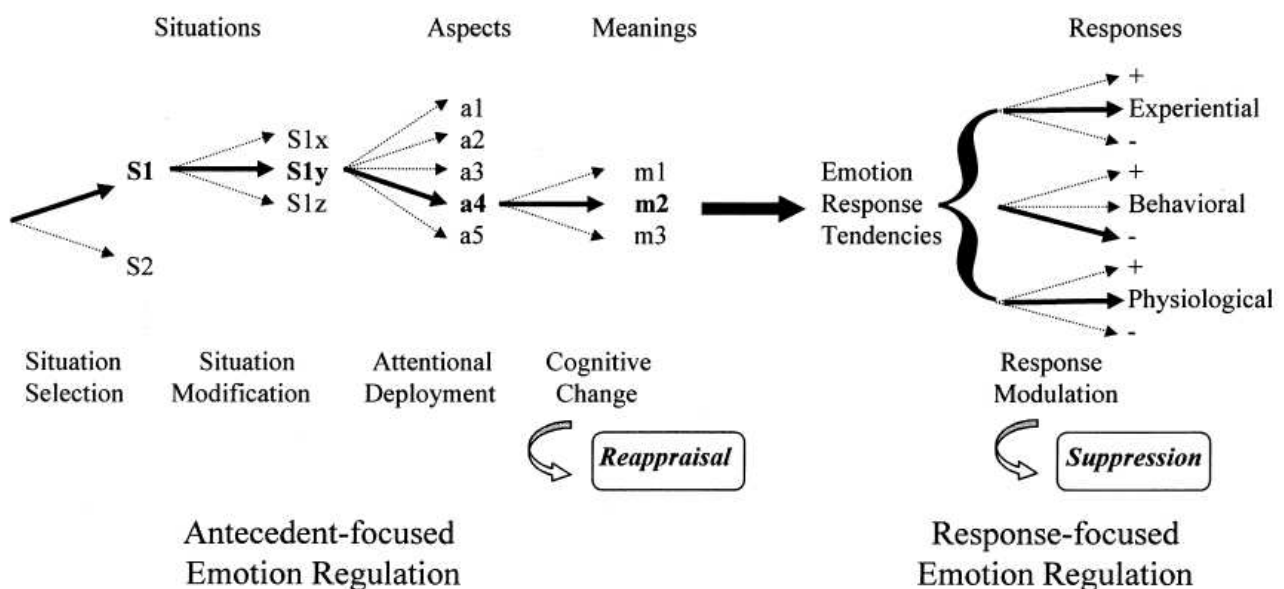 Situations
Aspects
Meanings
Responses
S1
S2
S1x
S1y
S1z
a1
a2
a3
a4
a5
m1
m2
m3
Emotion
Response
Tendencies
+
Experiential
-
+
Behavioral
-
+
Physiological
-
Situation
Selection
Situation
Modification
Attentional
Deployment
Cognitive
Change
Response
Modulation
Reappraisal
Suppression
Antecedent-focused
Emotion Regulation
Response-focused
Emotion Regulation